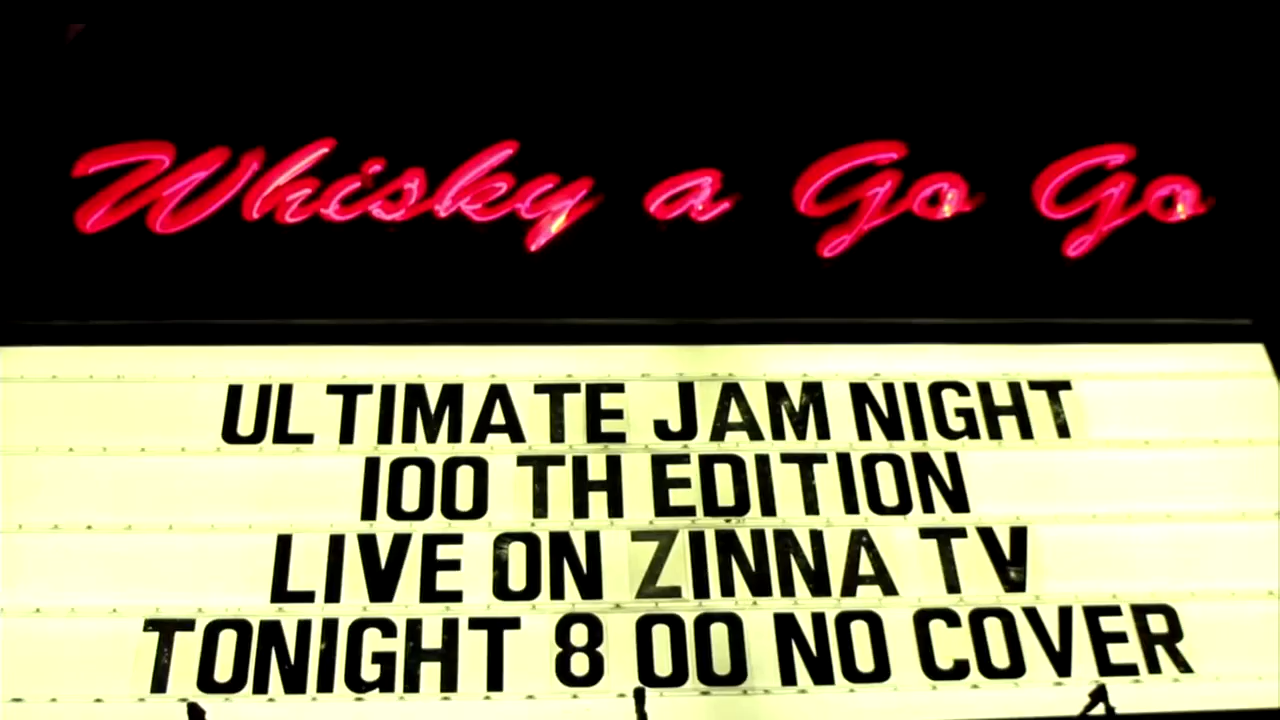 Whisky a Go Go
ULTIMATE JAM NIGHT
100 TH EDITION
LIVE ON ZINNA TV
TONIGHT 8 00 NO COVER